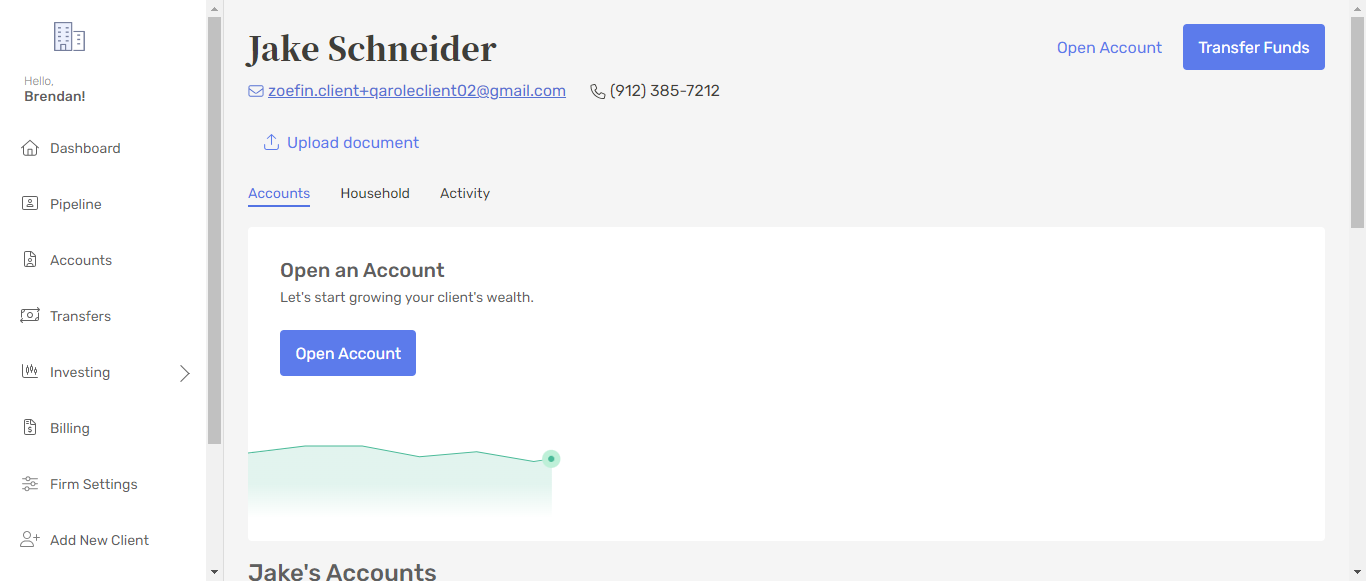 Hello,
Brendan!
Dashboard
Pipeline
Accounts
Transfers
Investing
Billing
Firm Settings
Add New Client
Jake Schneider
Open Account
Transfer Funds
zoefin.client+qaroleclient02@gmail.com
(912) 385-7212
Upload document
Accounts Household Activity
Open an Account
Let's start growing your client's wealth.
Open Account
Jake's Accounts